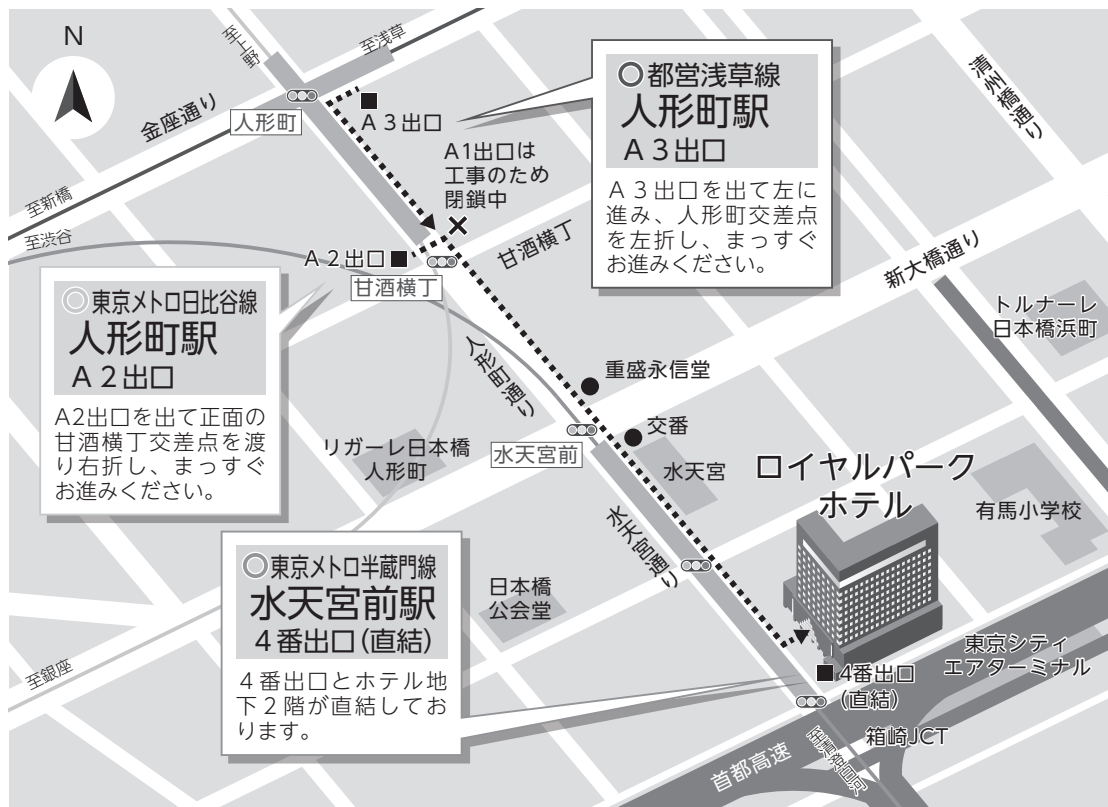 N
至上野
至浅草
金座通り
人形町
A３出口
A1出口は
工事のため
閉鎖中
都営浅草線
人形町駅
A３出口
A３出口を出て左に
進み、人形町交差点
を左折し、まっすぐ
お進みください。
清州橋通り
至新橋
至渋谷
A２出口
甘酒横丁
甘酒横丁
新大橋通り
トルナーレ
日本橋浜町
東京メトロ日比谷線
人形町駅
A２出口
A2出口を出て正面の
甘酒横丁交差点を渡
り右折し、まっすぐ
お進みください。
人形町通り
重盛永信堂
交番
水天宮前
水天宮
リガーレ日本橋
人形町
ロイヤルパーク
ホテル
有馬小学校
水天宮通り
東京メトロ半蔵門線
水天宮前駅
４番出口(直結)
４番出口とホテル地
下２階が直結してお
ります。
日本橋
公会堂
至銀座
東京シティ
エアターミナル
4番出口
(直結)
箱崎JCT
首都高速
至清澄白河